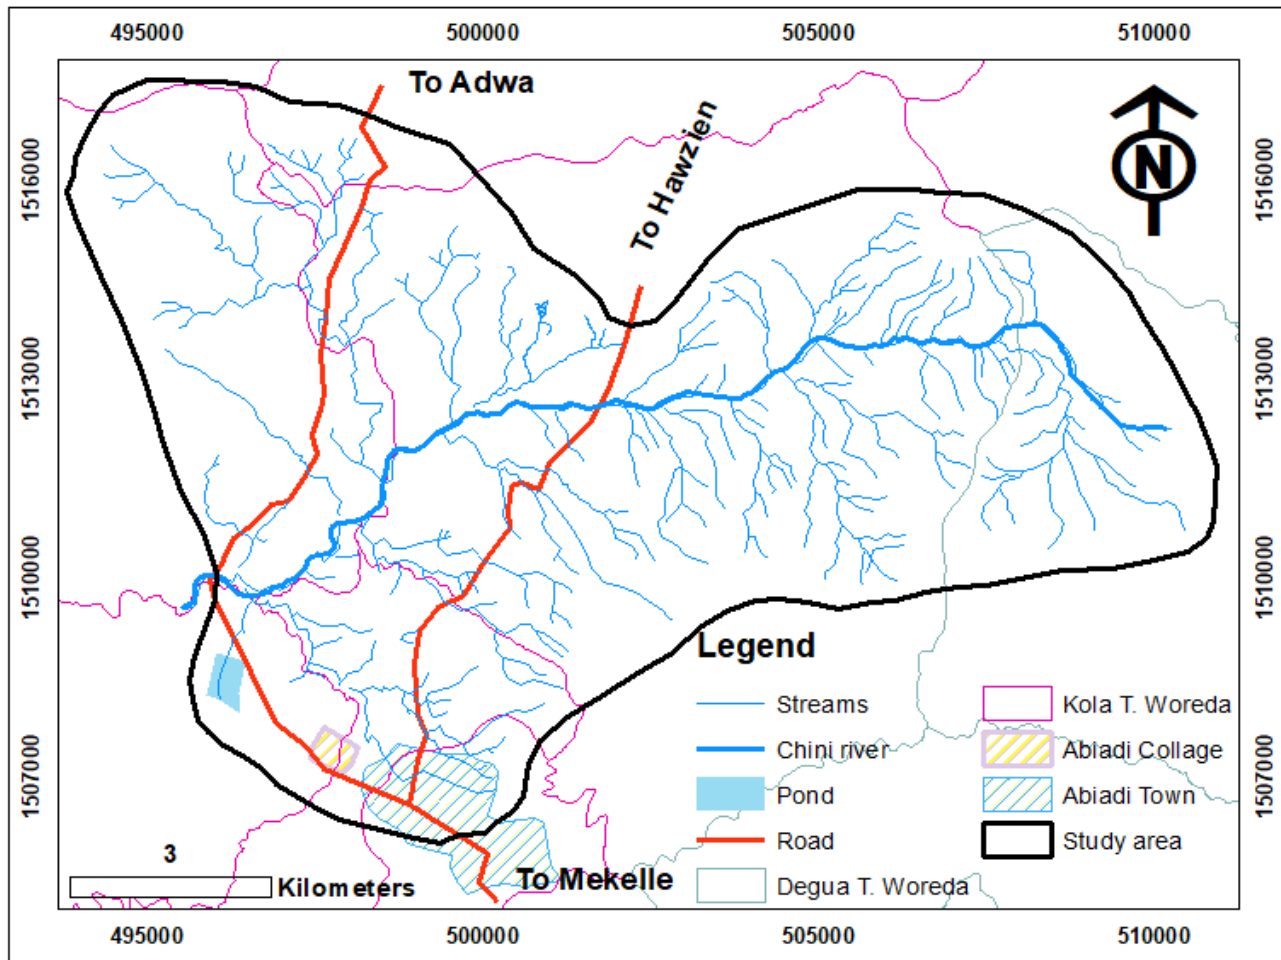 495000 500000 505000 510000
To Adwa
To Hawzien
N
1516000 1516000
1513000 1513000
1510000 1510000
1507000 1507000
Legend
Streams
Chini river
Pond
Road
Degua T. Woreda
Kola T. Woreda
Abiadi Collage
Abiadi Town
Study area
3
Kilometers
To Mekelle
495000 500000 505000 510000